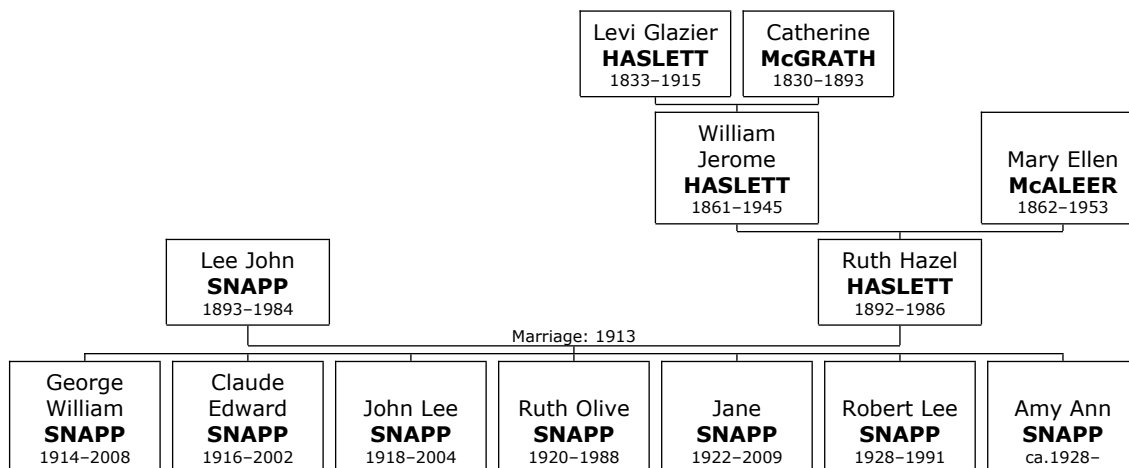 Levi Glazier
HASLETT
1833–1915
Catherine
McGRATH
1830–1893
William
Jerome
HASLETT
1861–1945
Mary Ellen
McALEER
1862–1953
Lee John
SNAPP
1893–1984
Ruth Hazel
HASLETT
1892–1986
Marriage: 1913
George
William
SNAPP
1914–2008
Claude
Edward
SNAPP
1916–2002
John Lee
SNAPP
1918–2004
Ruth Olive
SNAPP
1920–1988
Jane
SNAPP
1922–2009
Robert Lee
SNAPP
1928–1991
Amy Ann
SNAPP
ca.1928–